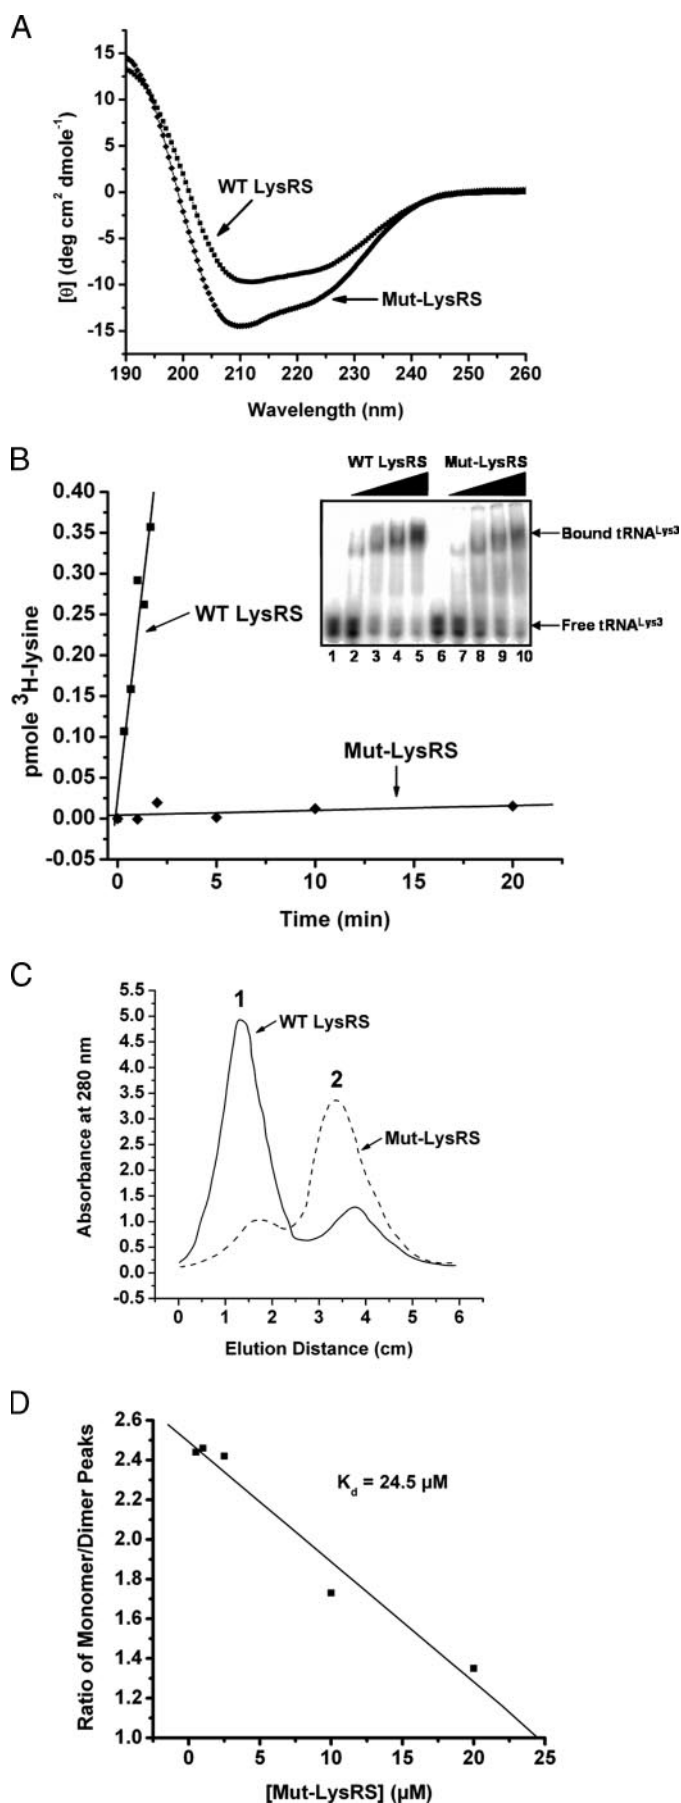 A
15
10
5
0
-5
-10
-15
[θ] (deg cm² dmole⁻¹)
WT LysRS
Mut-LysRS
190 200 210 220 230 240 250 260
Wavelength (nm)
B
0.40
0.35
0.30
0.25
0.20
0.15
0.10
0.05
0.00
-0.05
pmole ³H-lysine
WT LysRS
Mut-LysRS
WT LysRS Mut-LysRS
Bound tRNAᴸʸˢ³
Free tRNAᴸʸˢ³
1 2 3 4 5 6 7 8 9 10
0 5 10 15 20
Time (min)
C
5.5
5.0
4.5
4.0
3.5
3.0
2.5
2.0
1.5
1.0
0.5
0.0
-0.5
Absorbance at 280 nm
1
WT LysRS
2
Mut-LysRS
0 1 2 3 4 5 6
Elution Distance (cm)
D
2.6
2.4
2.2
2.0
1.8
1.6
1.4
1.2
1.0
Ratio of Monomer/Dimer Peaks
K_d = 24.5 μM
0 5 10 15 20 25
[Mut-LysRS] (μM)